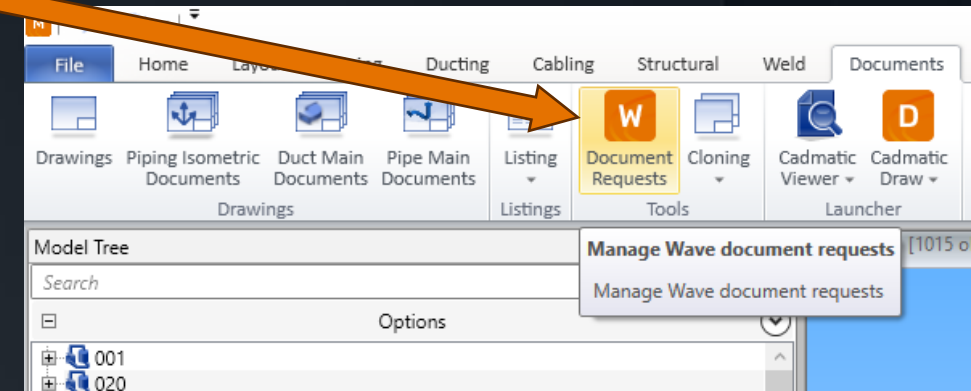 M
File Home Ducting Cabling Structural Weld Documents
W D
Drawings Piping Isometric Duct Main Pipe Main Listing Document Cloning Cadmatic Cadmatic
Documents Documents Documents Requests Viewer Draw
Drawings Listings Tools Launcher
Model Tree Manage Wave document requests [1015 o
Search Manage Wave document requests
Options
001
020